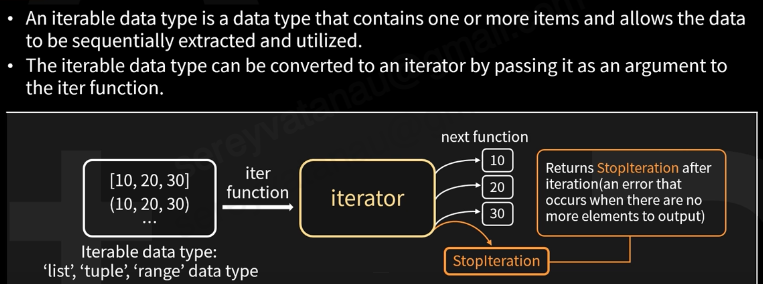 • An iterable data type is a data type that contains one or more items and allows the data
to be sequentially extracted and utilized.
• The iterable data type can be converted to an iterator by passing it as an argument to
the iter function.
next function
[10, 20, 30]
(10, 20, 30)
...
iter
function
iterator
10
20
30
Returns StopIteration after
iteration(an error that
occurs when there are no
more elements to output)
StopIteration
Iterable data type:
‘list’, ‘tuple’, ‘range’ data type